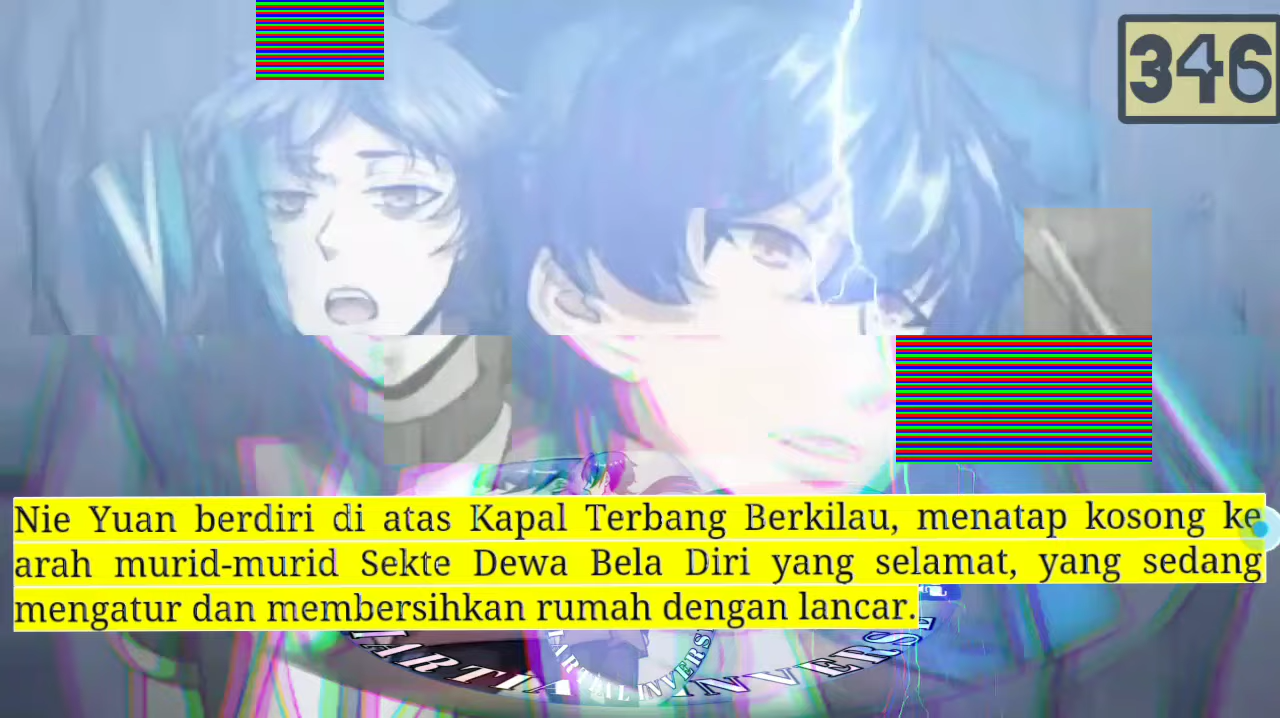 346
Nie Yuan berdiri di atas Kapal Terbang Berkilau, menatap kosong ke
arah murid-murid Sekte Dewa Bela Diri yang selamat, yang sedang
mengatur dan membersihkan rumah dengan lancar.
INVERSE